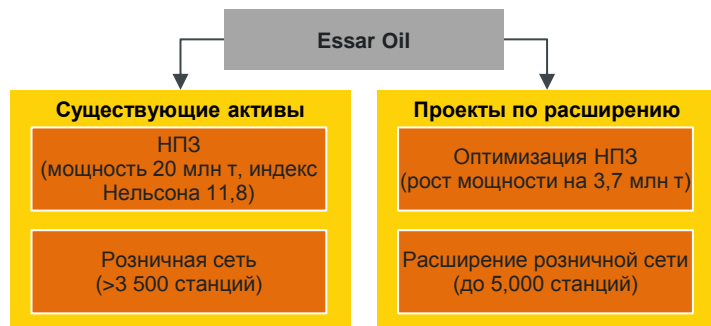 Essar Oil
Существующие активы
НПЗ
(мощность 20 млн т, индекс
Нельсона 11,8)
Розничная сеть
(>3 500 станций)
Проекты по расширению
Оптимизация НПЗ
(рост мощности на 3,7 млн т)
Расширение розничной сети
(до 5,000 станций)